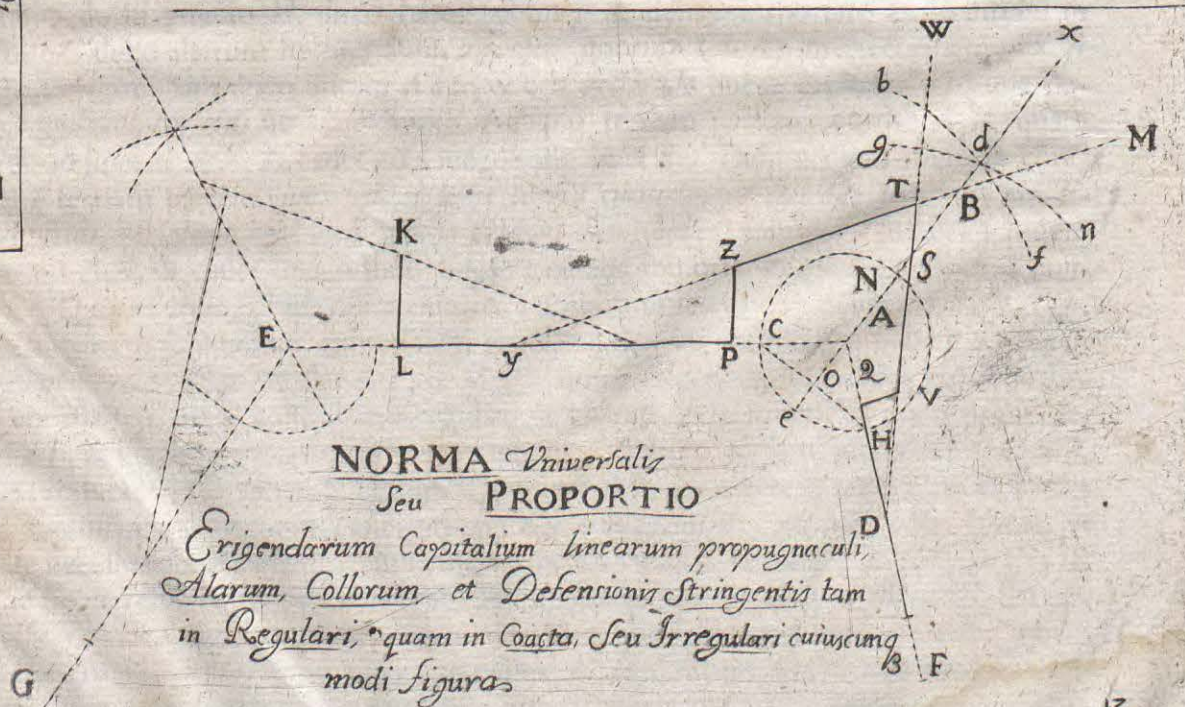 W x
b
g d M
T B
K n
Z f
N S
A
E C
L y P
O Q V
e
H
NORMA Vniversalis
Seu PROPORTIO
D
Erigendarum Capitalium linearum propugnaculi,
Alarum, Collorum, et Defensionis Stringentis tam
in Regulari, quam in Coacta, Seu Irregulari cuiuscunq
modi figura
G F